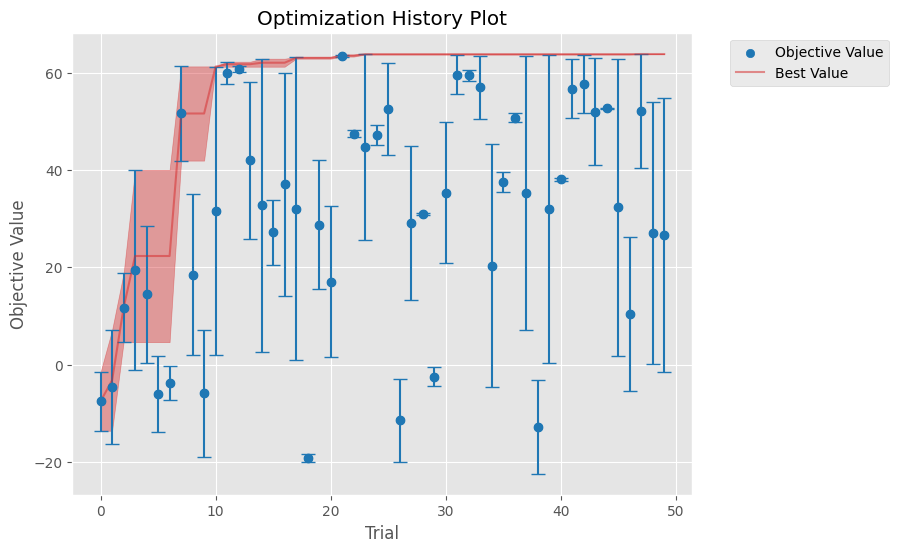 Optimization History Plot
Objective Value
Best Value
60
40
20
0
−20
Objective Value
0 10 20 30 40 50
Trial